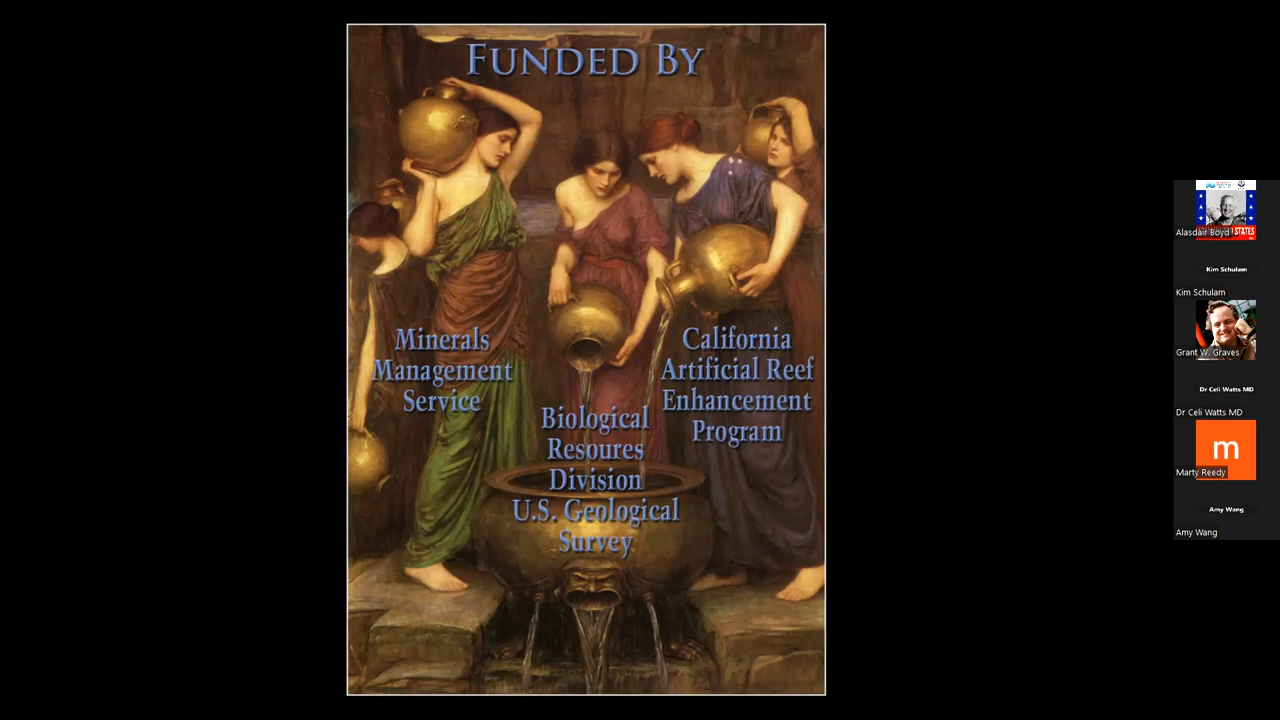 FUNDED BY
Minerals
Management
Service
California
Artificial Reef
Enhancement
Program
Biological
Resoures
Division
U.S. Geological
Survey
STATES
Alasdair Boyd
Kim Schulam
Kim Schulam
Grant W. Graves
Dr Celi Watts MD
Dr Celi Watts MD
m
Marty Reedy
Amy Wang
Amy Wang